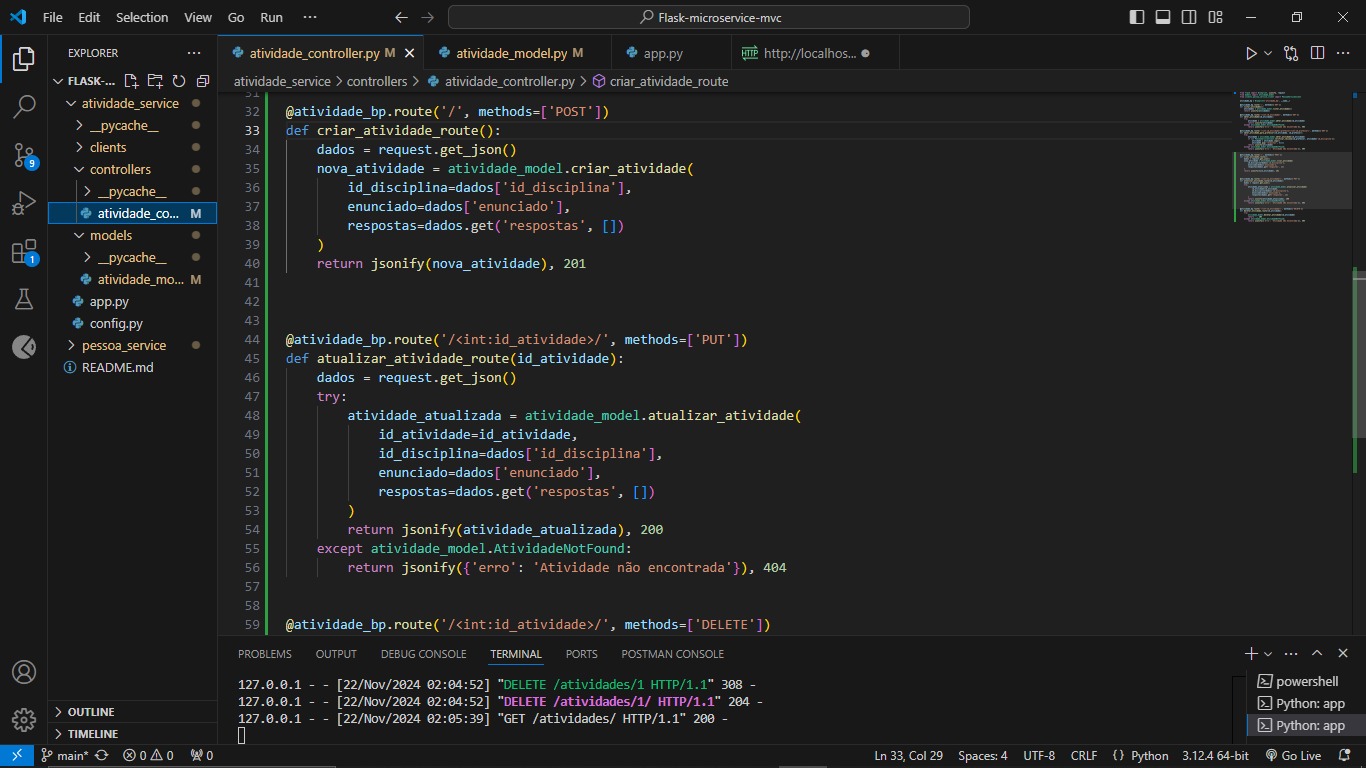 File Edit Selection View Go Run ··· Flask-microservice-mvc
EXPLORER ···
FLASK-...
atividade_service
__pycache__
clients
controllers
__pycache__
atividade_co... M
models
__pycache__
atividade_mo... M
app.py
config.py
pessoa_service
README.md
OUTLINE
TIMELINE
9
1
atividade_controller.py M
atividade_model.py M
app.py
HTTP http://localhos...
atividade_service > controllers > atividade_controller.py > criar_atividade_route
31
32 @atividade_bp.route('/', methods=['POST'])
33 def criar_atividade_route():
34 dados = request.get_json()
35 nova_atividade = atividade_model.criar_atividade(
36 id_disciplina=dados['id_disciplina'],
37 enunciado=dados['enunciado'],
38 respostas=dados.get('respostas', [])
39 )
40 return jsonify(nova_atividade), 201
41
42
43
44 @atividade_bp.route('/<int:id_atividade>/', methods=['PUT'])
45 def atualizar_atividade_route(id_atividade):
46 dados = request.get_json()
47 try:
48 atividade_atualizada = atividade_model.atualizar_atividade(
49 id_atividade=id_atividade,
50 id_disciplina=dados['id_disciplina'],
51 enunciado=dados['enunciado'],
52 respostas=dados.get('respostas', [])
53 )
54 return jsonify(atividade_atualizada), 200
55 except atividade_model.AtividadeNotFound:
56 return jsonify({'erro': 'Atividade não encontrada'}), 404
57
58
59 @atividade_bp.route('/<int:id_atividade>/', methods=['DELETE'])
PROBLEMS OUTPUT DEBUG CONSOLE TERMINAL PORTS POSTMAN CONSOLE
127.0.0.1 - - [22/Nov/2024 02:04:52] "DELETE /atividades/1 HTTP/1.1" 308 -
127.0.0.1 - - [22/Nov/2024 02:04:52] "DELETE /atividades/1/ HTTP/1.1" 204 -
127.0.0.1 - - [22/Nov/2024 02:05:39] "GET /atividades/ HTTP/1.1" 200 -
powershell
Python: app
Python: app
main* 0 0 0 Ln 33, Col 29 Spaces: 4 UTF-8 CRLF {} Python 3.12.4 64-bit Go Live